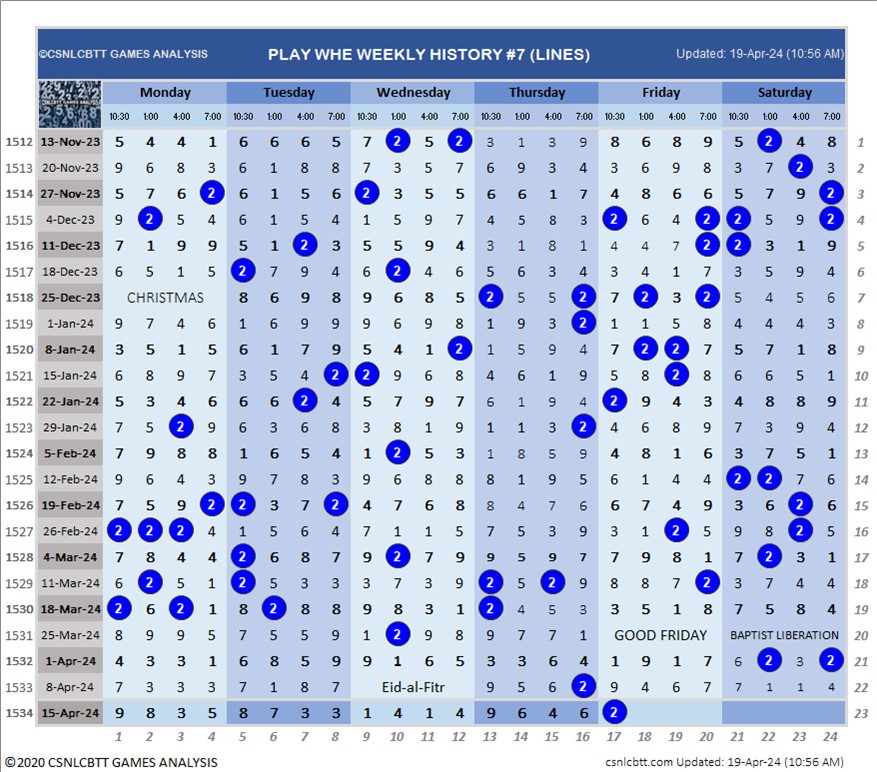 ©CSNLCBTT GAMES ANALYSIS PLAY WHE WEEKLY HISTORY #7 (LINES) Updated: 19-Apr-24 (10:56 AM)
Monday Tuesday Wednesday Thursday Friday Saturday
10:30 1:00 4:00 7:00 10:30 1:00 4:00 7:00 10:30 1:00 4:00 7:00 10:30 1:00 4:00 7:00 10:30 1:00 4:00 7:00 10:30 1:00 4:00 7:00
1512 13-Nov-23 5 4 4 1 6 6 6 5 7 2 5 2 3 1 3 9 8 6 8 9 5 2 4 8 1
1513 20-Nov-23 9 6 8 3 6 1 8 8 7 3 5 7 6 9 3 4 3 6 9 8 3 7 2 3 2
1514 27-Nov-23 5 7 6 2 6 1 5 6 2 3 5 5 6 6 1 7 4 8 6 6 5 7 9 2 3
1515 4-Dec-23 9 2 5 4 6 1 5 4 1 5 9 7 4 5 8 3 2 6 4 2 2 5 9 2 4
1516 11-Dec-23 7 1 9 9 5 1 2 3 5 5 9 4 3 1 8 1 4 4 7 2 2 3 1 9 5
1517 18-Dec-23 6 5 1 5 2 7 9 4 6 2 4 6 5 6 3 4 3 4 1 7 3 5 9 4 6
1518 25-Dec-23 CHRISTMAS 8 6 9 8 9 6 8 5 2 7 5 2 7 2 3 2 5 4 5 6 7
1519 1-Jan-24 9 7 4 6 1 6 9 9 9 6 9 8 1 9 3 2 1 1 5 8 4 4 4 3 8
1520 8-Jan-24 3 5 1 5 6 1 7 9 5 4 1 2 1 5 9 4 7 2 2 7 5 7 1 8 9
1521 15-Jan-24 6 8 9 7 3 5 4 2 2 9 6 8 4 6 1 9 5 8 2 8 6 6 5 1 10
1522 22-Jan-24 5 3 4 6 6 6 2 4 5 7 9 7 6 1 9 4 2 9 4 3 4 8 8 9 11
1523 29-Jan-24 7 5 2 9 6 3 6 8 3 8 1 9 1 1 3 2 4 6 8 9 7 3 9 4 12
1524 5-Feb-24 7 9 8 8 1 6 5 4 1 2 5 3 1 8 5 9 4 8 1 6 3 7 5 1 13
1525 12-Feb-24 9 6 4 3 9 7 8 3 9 6 8 8 8 1 9 5 6 1 4 4 2 2 7 6 14
1526 19-Feb-24 7 5 9 2 2 3 7 2 4 7 6 8 8 4 7 6 6 7 4 9 3 6 2 6 15
1527 26-Feb-24 2 2 2 4 1 5 6 4 7 1 1 5 7 5 3 9 3 1 2 5 9 8 2 5 16
1528 4-Mar-24 7 8 4 4 2 6 8 7 9 2 7 9 9 5 9 7 7 9 8 1 7 2 3 1 17
1529 11-Mar-24 6 2 5 1 2 5 3 3 3 7 3 9 2 5 2 9 8 8 7 2 3 7 4 4 18
1530 18-Mar-24 2 6 2 1 8 2 8 8 9 8 3 1 2 4 5 3 3 5 1 8 7 5 8 4 19
1531 25-Mar-24 8 9 9 5 7 5 5 9 1 2 9 8 9 7 7 1 GOOD FRIDAY BAPTIST LIBERATION 20
1532 1-Apr-24 4 3 3 1 6 8 5 9 9 1 6 5 3 3 6 4 1 9 1 7 6 2 3 2 21
1533 8-Apr-24 7 3 3 3 7 1 8 7 Eid-al-Fitr 9 5 6 2 9 4 6 7 7 1 1 4 22
1534 15-Apr-24 9 8 3 5 8 7 3 3 1 4 1 4 9 6 4 6 2 23
1 2 3 4 5 6 7 8 9 10 11 12 13 14 15 16 17 18 19 20 21 22 23 24
©2020 CSNLCBTT GAMES ANALYSIS csnlcbtt.com Updated: 19-Apr-24 (10:56 AM)